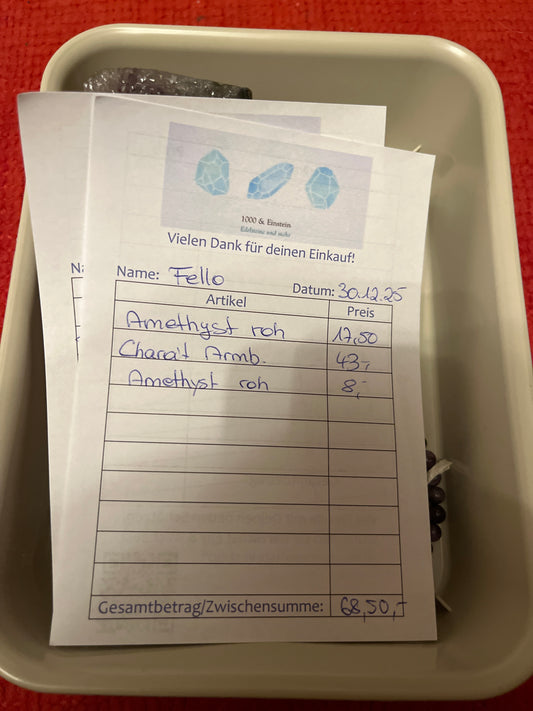 1000 & Einstein
Edelsteine und mehr
Vielen Dank für deinen Einkauf!
Na
Name: Fello Datum: 30.12.25
Artikel Preis
Amethyst roh 17,50
Charoit Armb. 43,-
Amethyst roh 8,-
Gesamtbetrag/Zwischensumme: 68,50,-